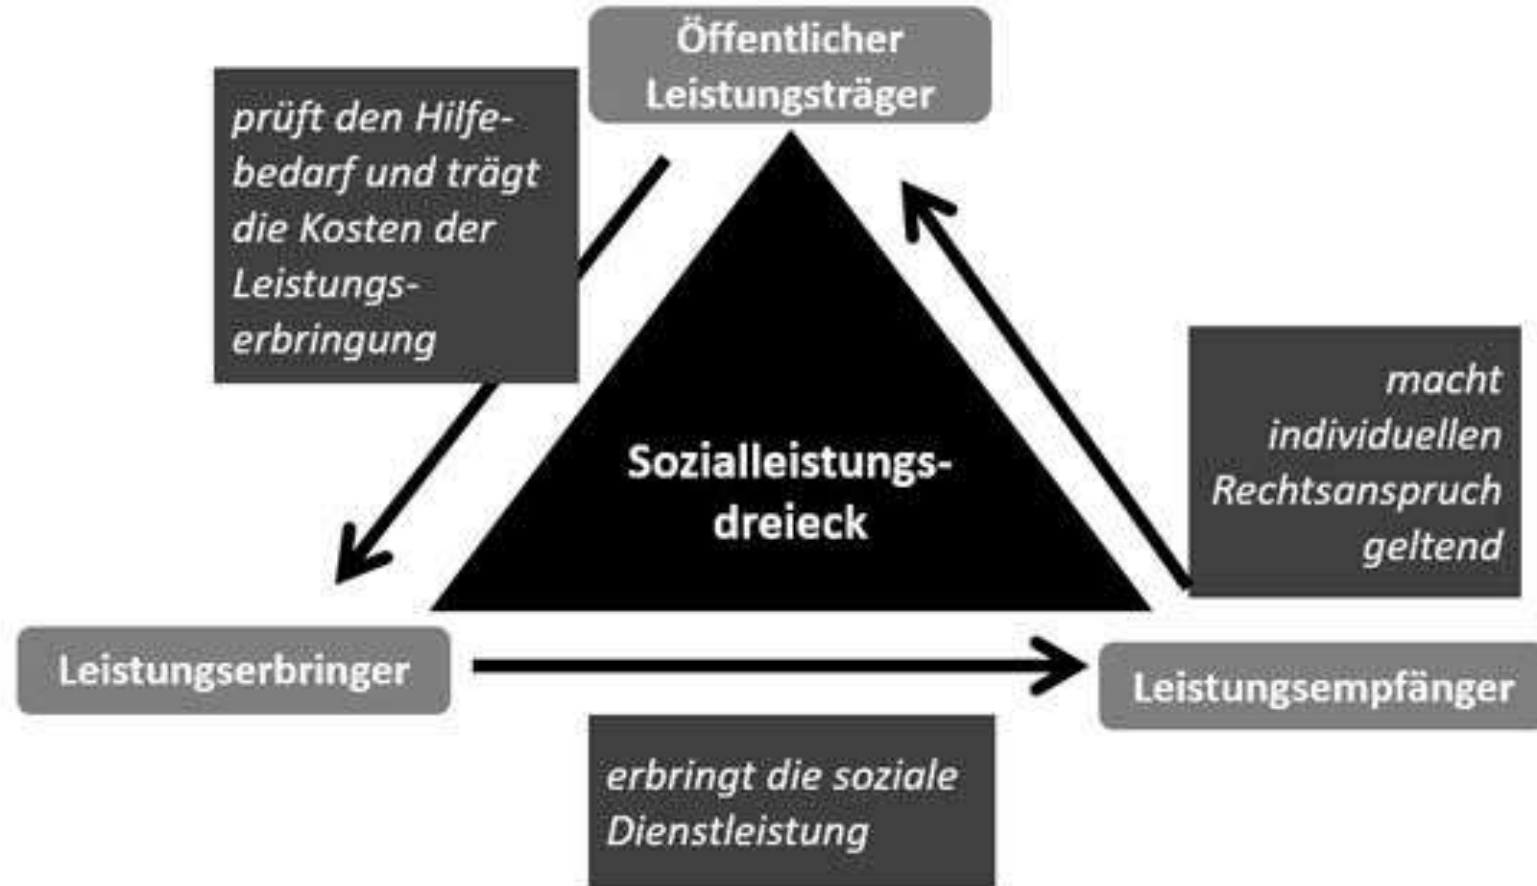 Öffentlicher
Leistungsträger
prüft den Hilfe-
bedarf und trägt
die Kosten der
Leistungs-
erbringung
macht
individuellen
Rechtsanspruch
geltend
Sozialleistungs-
dreieck
Leistungserbringer
Leistungsempfänger
erbringt die soziale
Dienstleistung